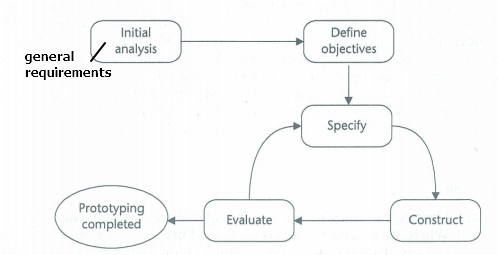 Initial
analysis
Define
objectives
general
requirements
Specify
Prototyping
completed
Evaluate
Construct